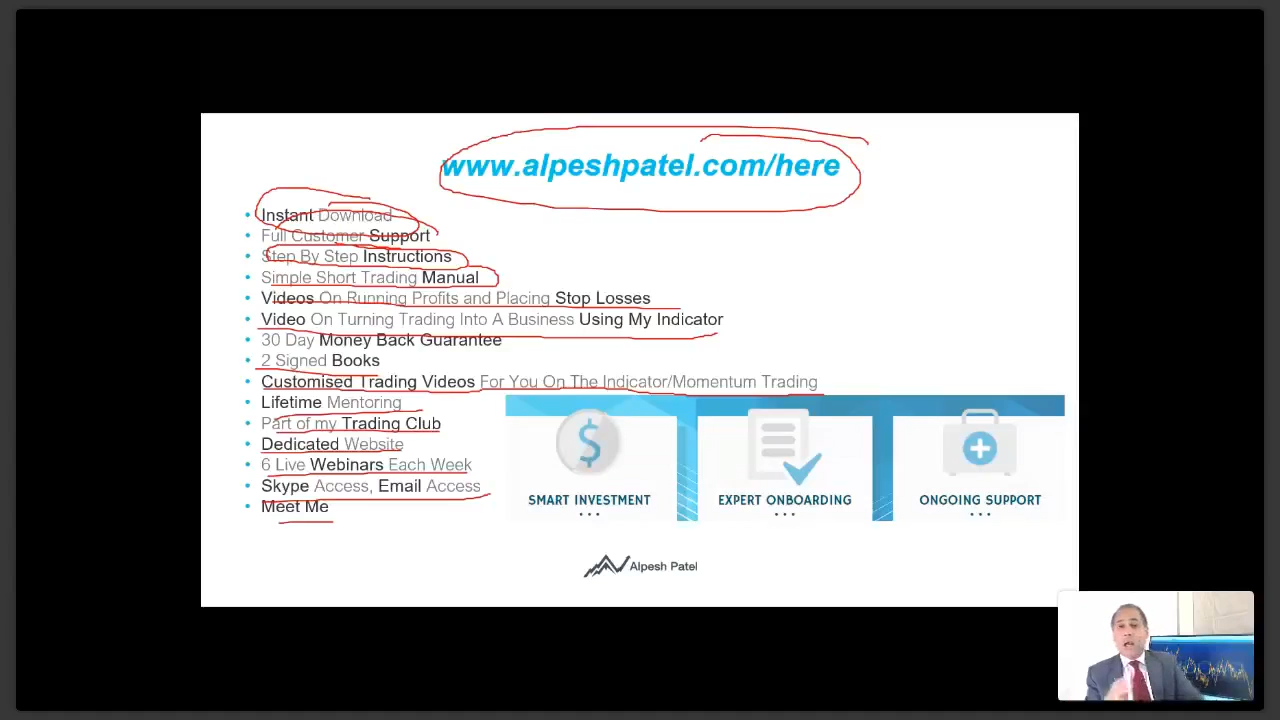 www.alpeshpatel.com/here
• Instant Download
• Full Customer Support
• Step By Step Instructions
• Simple Short Trading Manual
• Videos On Running Profits and Placing Stop Losses
• Video On Turning Trading Into A Business Using My Indicator
• 30 Day Money Back Guarantee
• 2 Signed Books
• Customised Trading Videos For You On The Indicator/Momentum Trading
• Lifetime Mentoring
• Part of my Trading Club
• Dedicated Website
• 6 Live Webinars Each Week
• Skype Access, Email Access
• Meet Me
SMART INVESTMENT
EXPERT ONBOARDING
ONGOING SUPPORT
Alpesh Patel